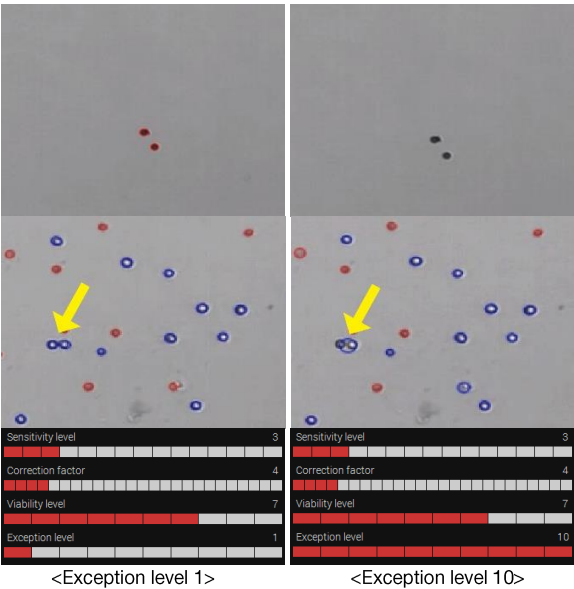 Sensitivity level 3
Correction factor 4
Viability level 7
Exception level 1
<Exception level 1>
Sensitivity level 3
Correction factor 4
Viability level 7
Exception level 10
<Exception level 10>